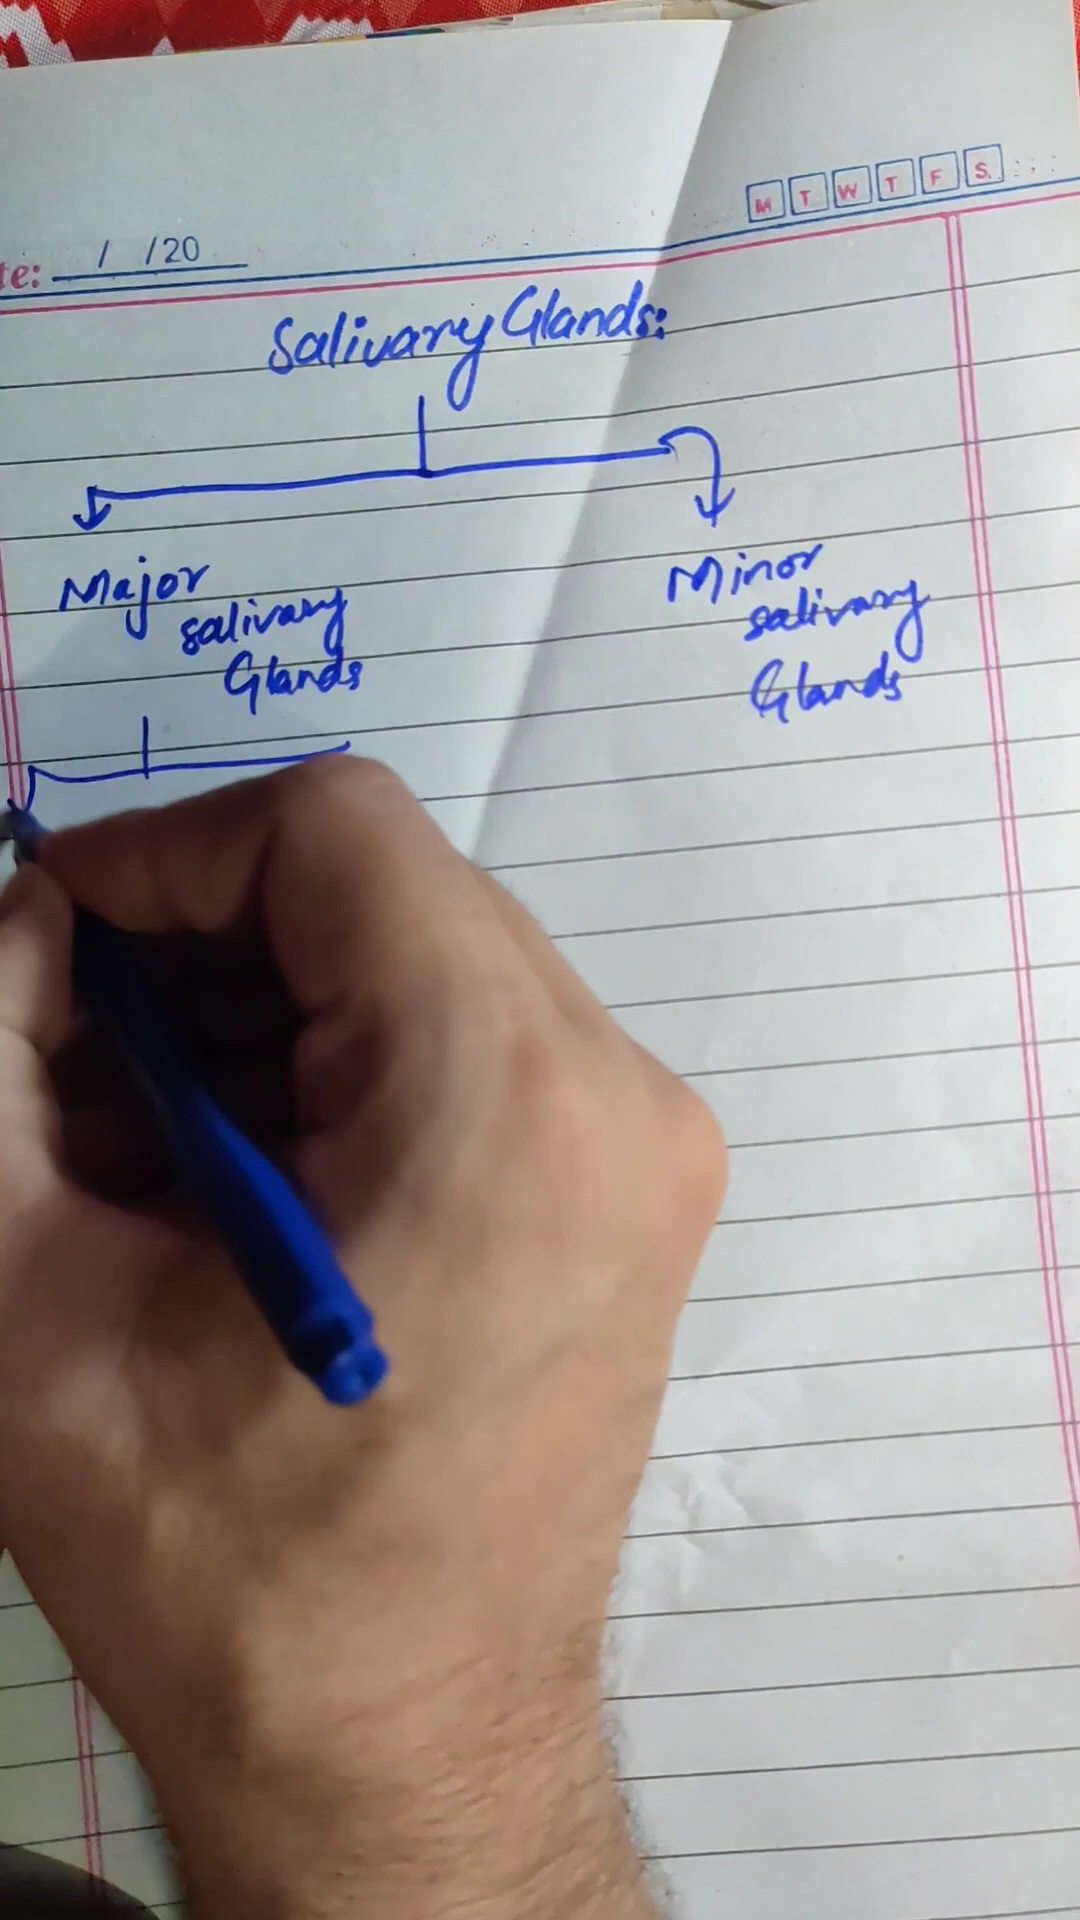 M T W T F S
te: / /20
Salivary Glands:
Major
salivary
Glands
Minor
salivary
Glands